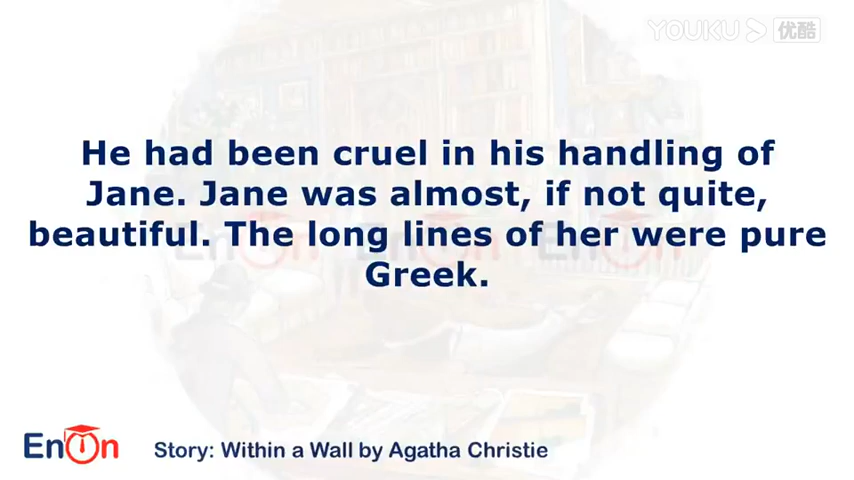 YOUKU 优酷
He had been cruel in his handling of
Jane. Jane was almost, if not quite,
beautiful. The long lines of her were pure
Greek.
EnOn
Story: Within a Wall by Agatha Christie